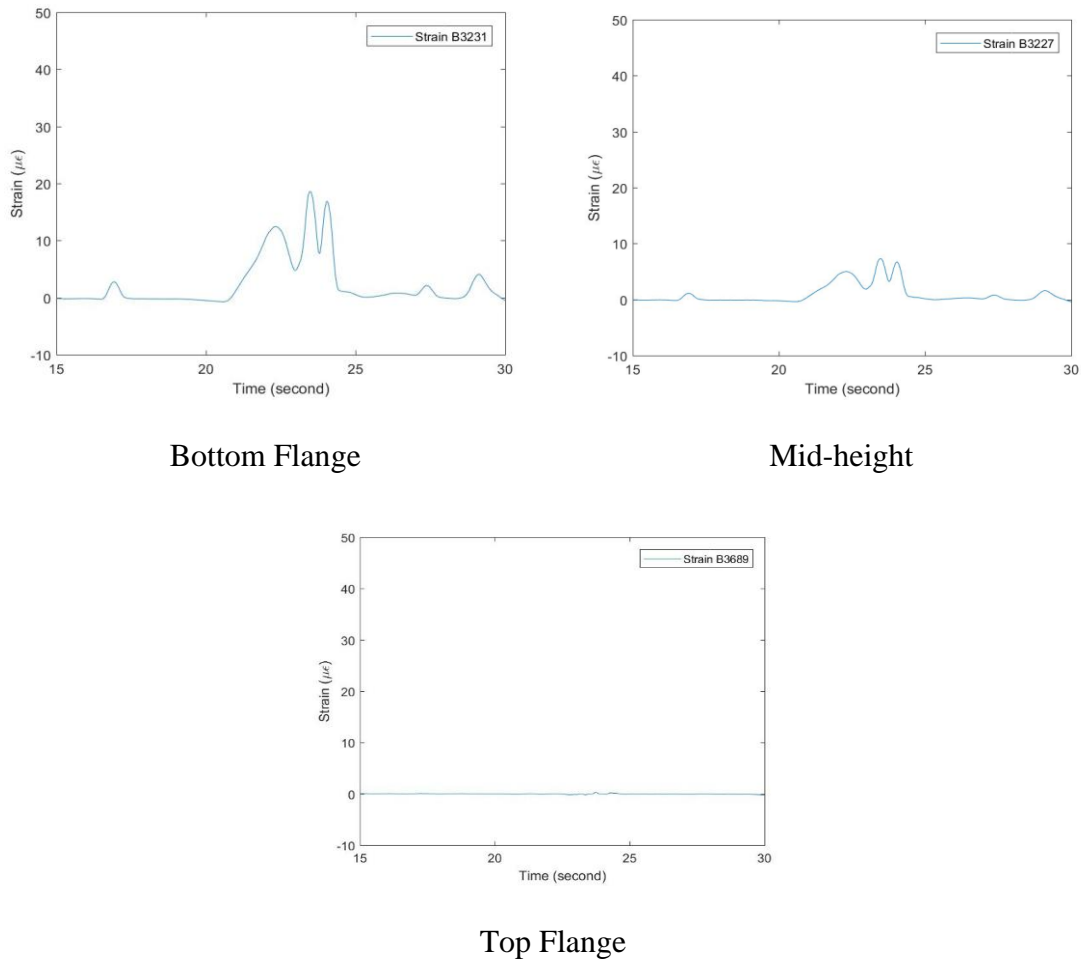 50
40
30
20
10
0
-10
Strain (με)
Strain B3231
15 20 25 30
Time (second)
Bottom Flange
50
40
30
20
10
0
-10
Strain (με)
Strain B3227
15 20 25 30
Time (second)
Mid-height
50
40
30
20
10
0
-10
Strain (με)
Strain B3689
15 20 25 30
Time (second)
Top Flange